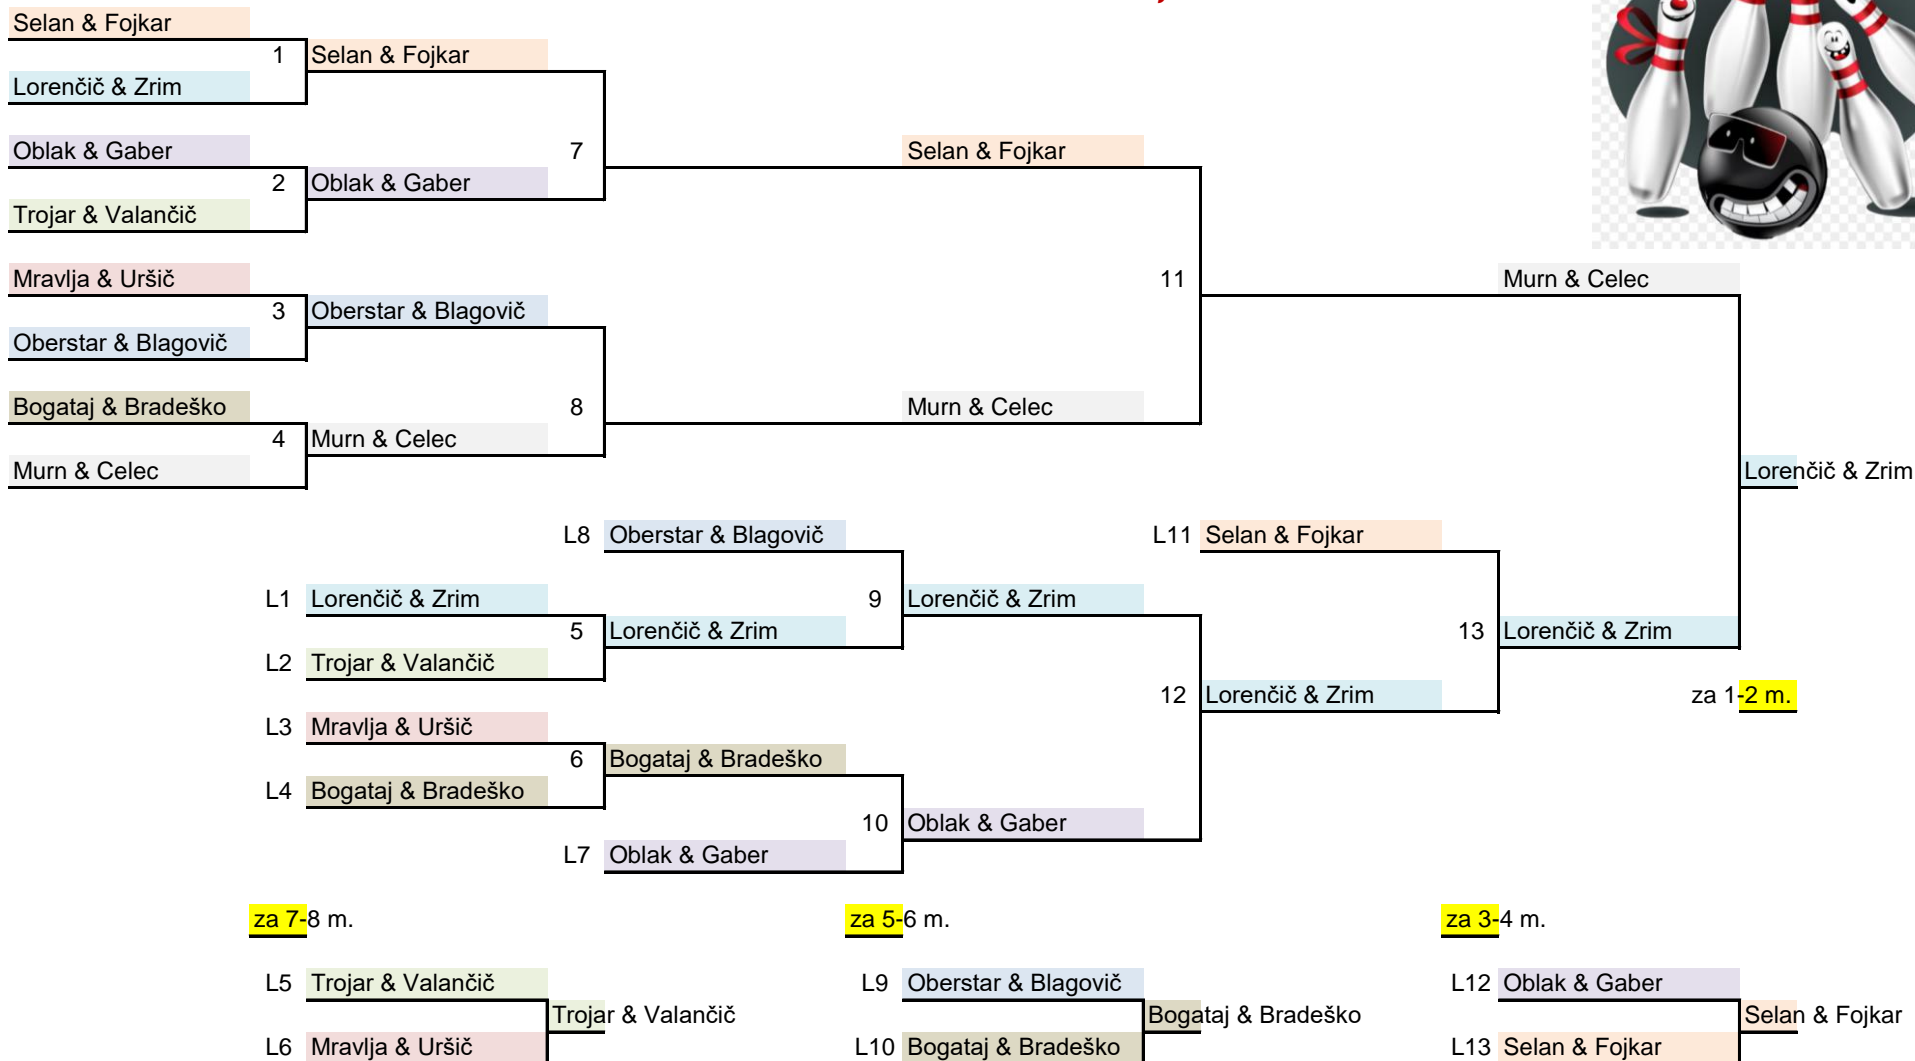 Selan & Fojkar
1 Selan & Fojkar
Lorenčič & Zrim
Oblak & Gaber 7 Selan & Fojkar
2 Oblak & Gaber
Trojar & Valančič
Mravlja & Uršič 11 Murn & Celec
3 Oberstar & Blagovič
Oberstar & Blagovič
Bogataj & Bradeško 8 Murn & Celec
4 Murn & Celec
Murn & Celec Lorenčič & Zrim
L8 Oberstar & Blagovič L11 Selan & Fojkar
L1 Lorenčič & Zrim 9 Lorenčič & Zrim
5 Lorenčič & Zrim 13 Lorenčič & Zrim
L2 Trojar & Valančič
12 Lorenčič & Zrim za 1-2 m.
L3 Mravlja & Uršič
6 Bogataj & Bradeško
L4 Bogataj & Bradeško
10 Oblak & Gaber
L7 Oblak & Gaber
za 7-8 m. za 5-6 m. za 3-4 m.
L5 Trojar & Valančič L9 Oberstar & Blagovič L12 Oblak & Gaber
Trojar & Valančič Bogataj & Bradeško Selan & Fojkar
L6 Mravlja & Uršič L10 Bogataj & Bradeško L13 Selan & Fojkar